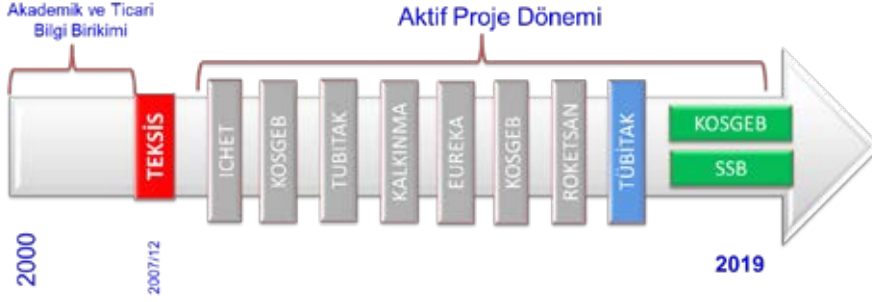 Akademik ve Ticari
Bilgi Birikimi
Aktif Proje Dönemi
TEKSİS
ICHET
KOSGEB
TUBITAK
KALKINMA
EUREKA
KOSGEB
ROKETSAN
TÜBİTAK
KOSGEB
SSB
2000
2007/12
2019